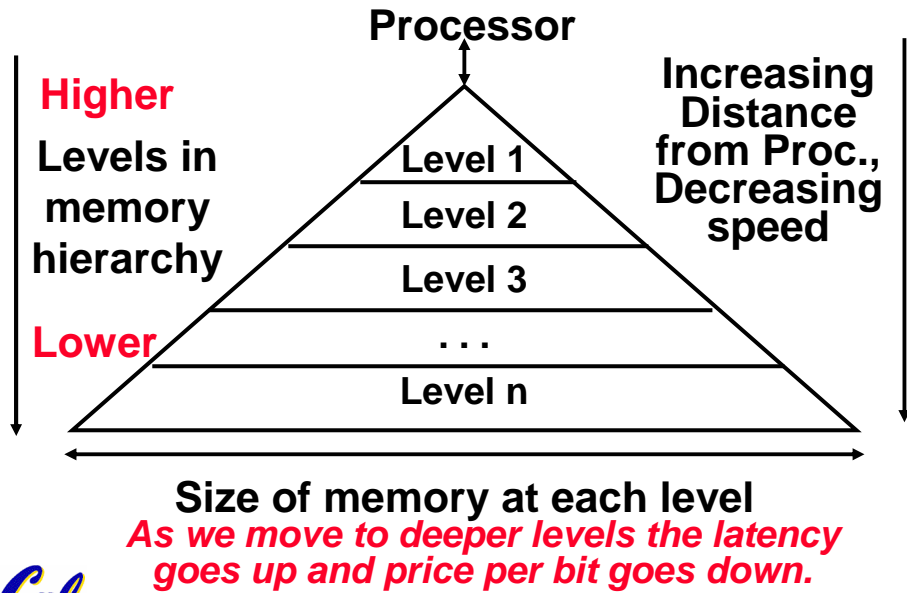 Processor
Higher
Levels in
memory
hierarchy
Lower
Level 1
Level 2
Level 3
. . .
Level n
Increasing
Distance
from Proc.,
Decreasing
speed
Size of memory at each level
As we move to deeper levels the latency
goes up and price per bit goes down.
Cal